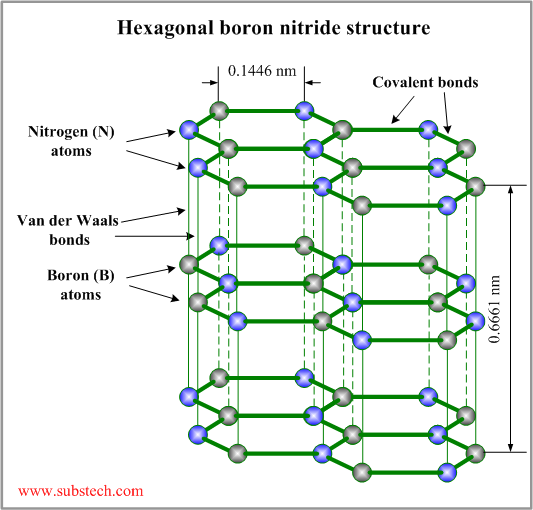 Hexagonal boron nitride structure
0.1446 nm
Covalent bonds
Nitrogen (N)
atoms
Van der Waals
bonds
Boron (B)
atoms
0.6661 nm
www.substech.com